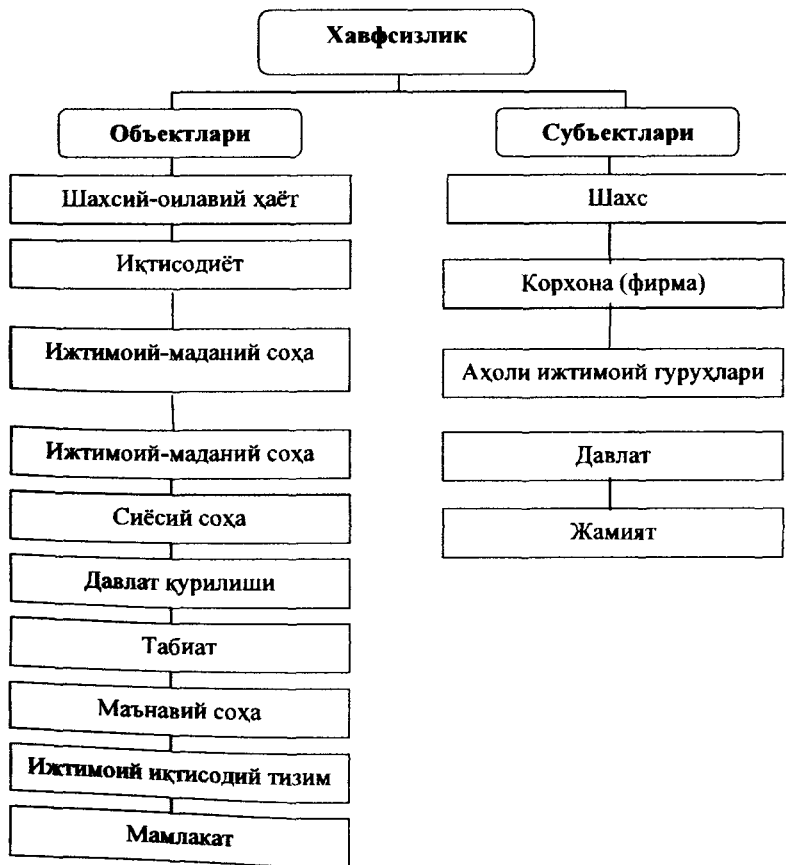 Хавфсизлик
Объектлари
Шахсий-оилавий ҳаёт
Иқтисодиёт
Ижтимоий-маданий соҳа
Ижтимоий-маданий соҳа
Сиёсий соҳа
Давлат қурилиши
Табиат
Маънавий соҳа
Ижтимоий иқтисодий тизим
Мамлакат
Субъектлари
Шахс
Корхона (фирма)
Аҳоли ижтимоий гуруҳлари
Давлат
Жамият